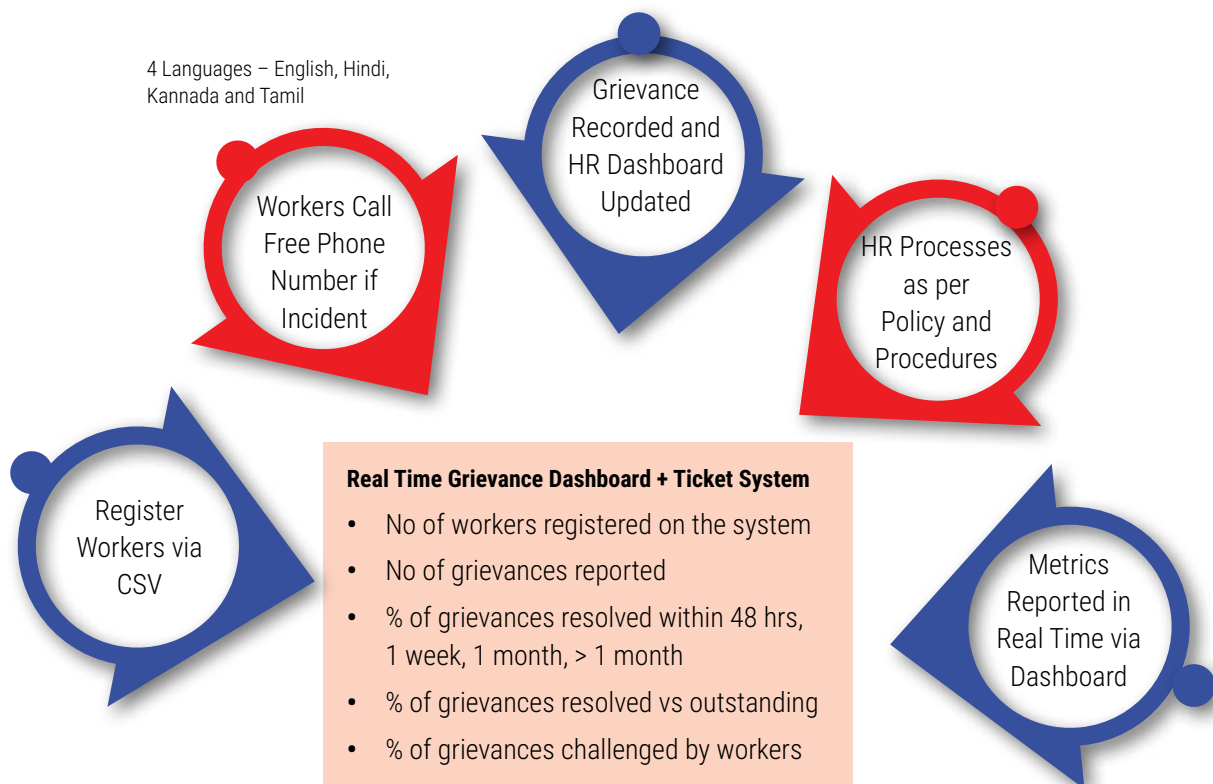 4 Languages – English, Hindi,
Kannada and Tamil
Register
Workers via
CSV
Workers Call
Free Phone
Number if
Incident
Grievance
Recorded and
HR Dashboard
Updated
HR Processes
as per
Policy and
Procedures
Metrics
Reported in
Real Time via
Dashboard
Real Time Grievance Dashboard + Ticket System
• No of workers registered on the system
• No of grievances reported
• % of grievances resolved within 48 hrs,
1 week, 1 month, > 1 month
• % of grievances resolved vs outstanding
• % of grievances challenged by workers